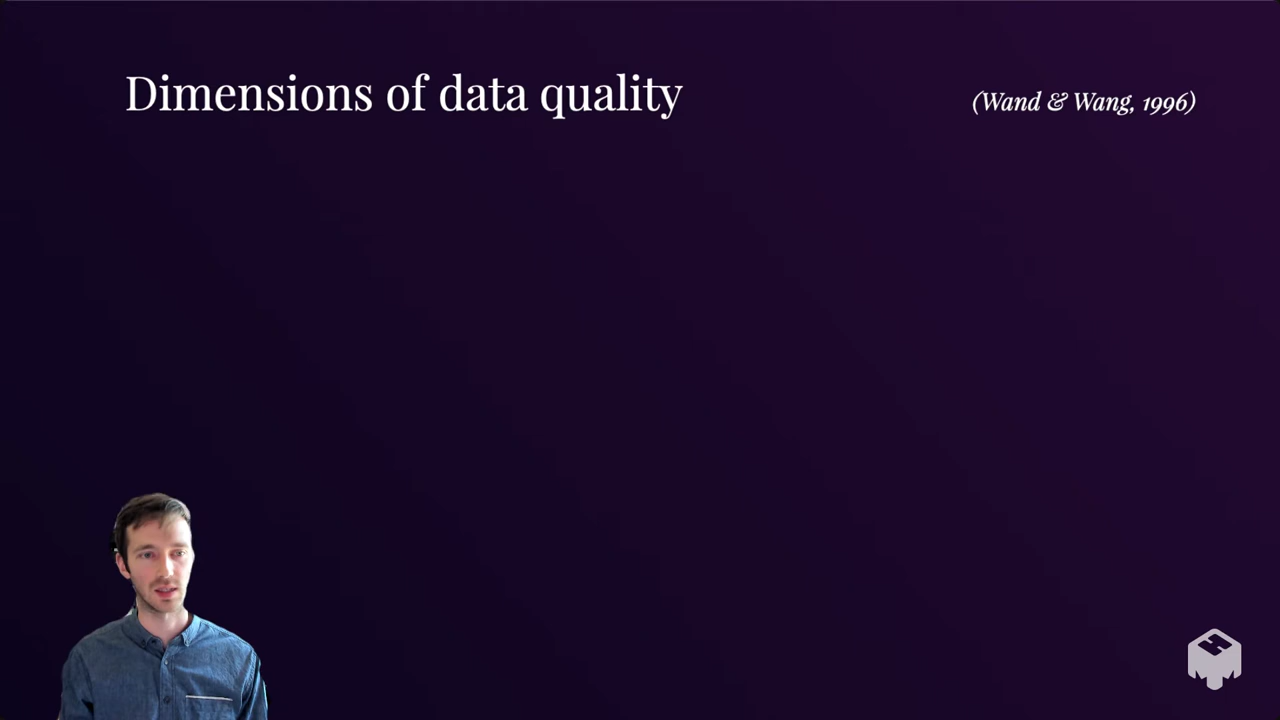 Dimensions of data quality
(Wand & Wang, 1996)